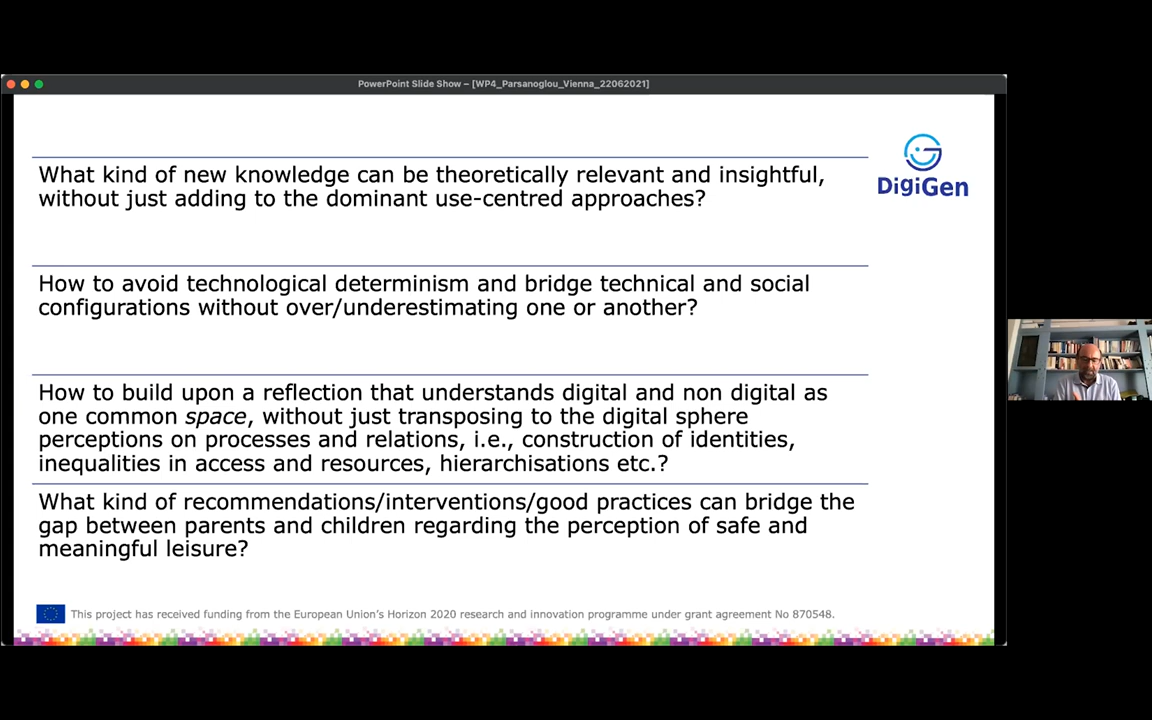 PowerPoint Slide Show – [WP4_Parsanoglou_Vienna_22062021]
What kind of new knowledge can be theoretically relevant and insightful,
without just adding to the dominant use-centred approaches?
DigiGen
How to avoid technological determinism and bridge technical and social
configurations without over/underestimating one or another?
How to build upon a reflection that understands digital and non digital as
one common space, without just transposing to the digital sphere
perceptions on processes and relations, i.e., construction of identities,
inequalities in access and resources, hierarchisations etc.?
What kind of recommendations/interventions/good practices can bridge the
gap between parents and children regarding the perception of safe and
meaningful leisure?
This project has received funding from the European Union's Horizon 2020 research and innovation programme under grant agreement No 870548.